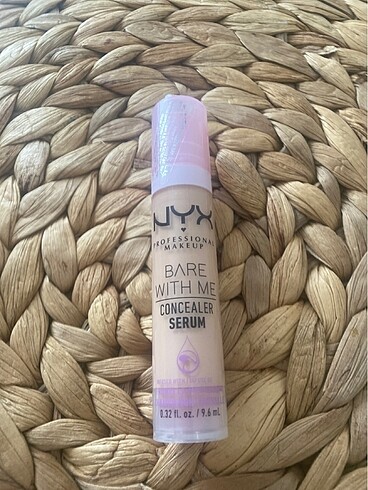 NYX
PROFESSIONAL
MAKEUP
BARE
WITH ME
CONCEALER
SERUM
0.32 fl. oz. / 9.6 mL